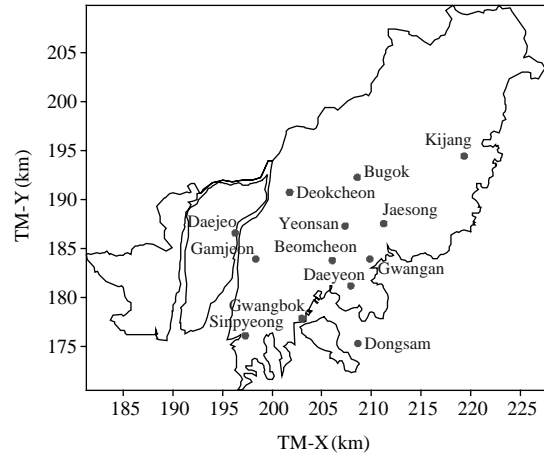 205
200
195
190
185
180
175
TM-Y (km)
Kijang
Bugok
Deokcheon
Jaesong
Daejeo
Yeonsan
Gamjeon
Beomcheon
Gwangan
Daeyeon
Gwangbok
Sinpyeong
Dongsam
185 190 195 200 205 210 215 220 225
TM-X (km)